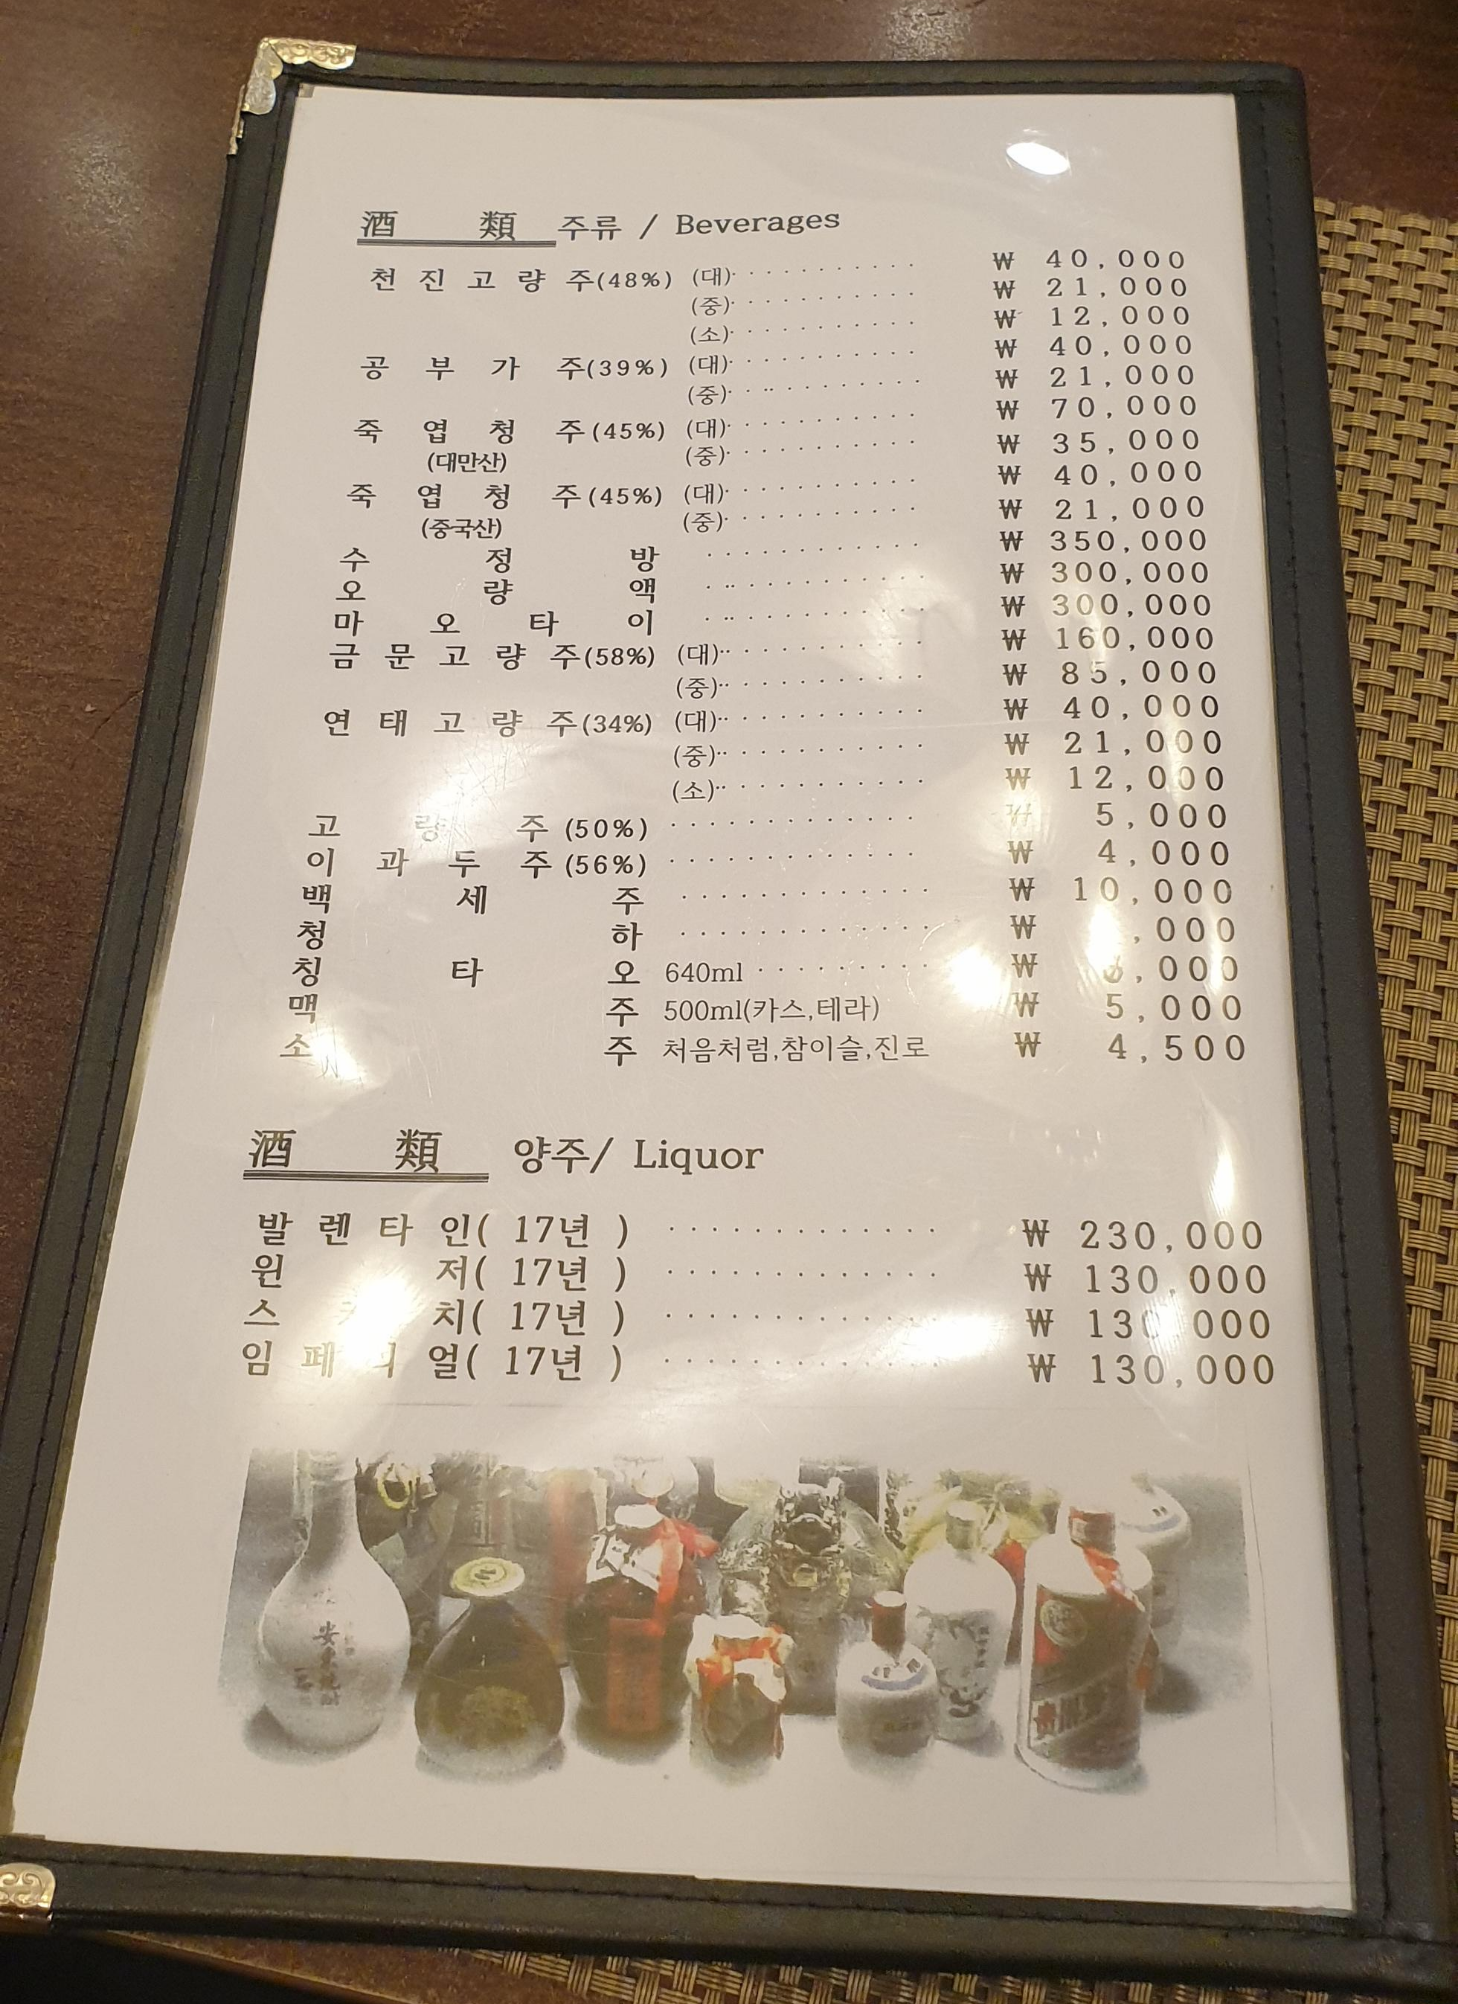 酒 類 주류 / Beverages
천진고량주(48%) (대) ₩ 40,000
(중) ₩ 21,000
(소) ₩ 12,000
공부가주(39%) (대) ₩ 40,000
(중) ₩ 21,000
죽엽청주(45%) (대) ₩ 70,000
(대만산) (중) ₩ 35,000
죽엽청주(45%) (대) ₩ 40,000
(중국산) (중) ₩ 21,000
수정방 ₩ 350,000
오량액 ₩ 300,000
마오타이 ₩ 300,000
금문고량주(58%) (대) ₩ 160,000
(중) ₩ 85,000
연태고량주(34%) (대) ₩ 40,000
(중) ₩ 21,000
(소) ₩ 12,000
고량주(50%) ₩ 5,000
이과두주(56%) ₩ 4,000
백세주 ₩ 10,000
청하 ₩
칭타오 640ml ₩
맥주 500ml(카스,테라) ₩ 5,000
소주 처음처럼,참이슬,진로 ₩ 4,500
酒 類 양주/ Liquor
발렌타인( 17년 ) ₩ 230,000
윈저( 17년 ) ₩ 130,000
( 17년 ) ₩ 130,000
임페리얼( 17년 ) ₩ 130,000